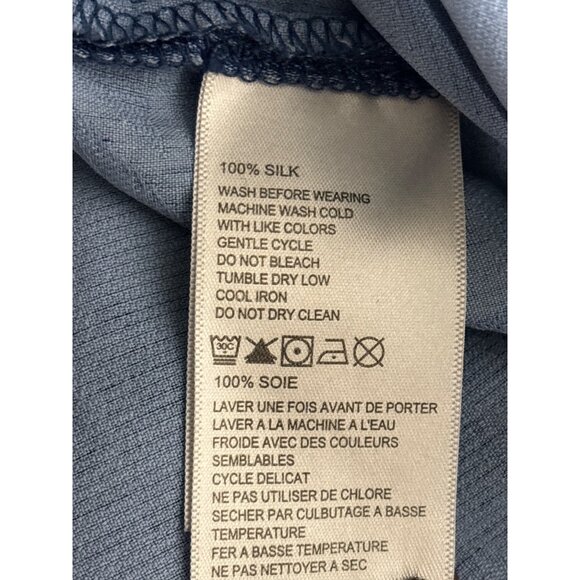 100% SILK
WASH BEFORE WEARING
MACHINE WASH COLD
WITH LIKE COLORS
GENTLE CYCLE
DO NOT BLEACH
TUMBLE DRY LOW
COOL IRON
DO NOT DRY CLEAN
30C
100% SOIE
LAVER UNE FOIS AVANT DE PORTER
LAVER A LA MACHINE A L'EAU
FROIDE AVEC DES COULEURS
SEMBLABLES
CYCLE DELICAT
NE PAS UTILISER DE CHLORE
SECHER PAR CULBUTAGE A BASSE
TEMPERATURE
FER A BASSE TEMPERATURE
NE PAS NETTOYER A SEC